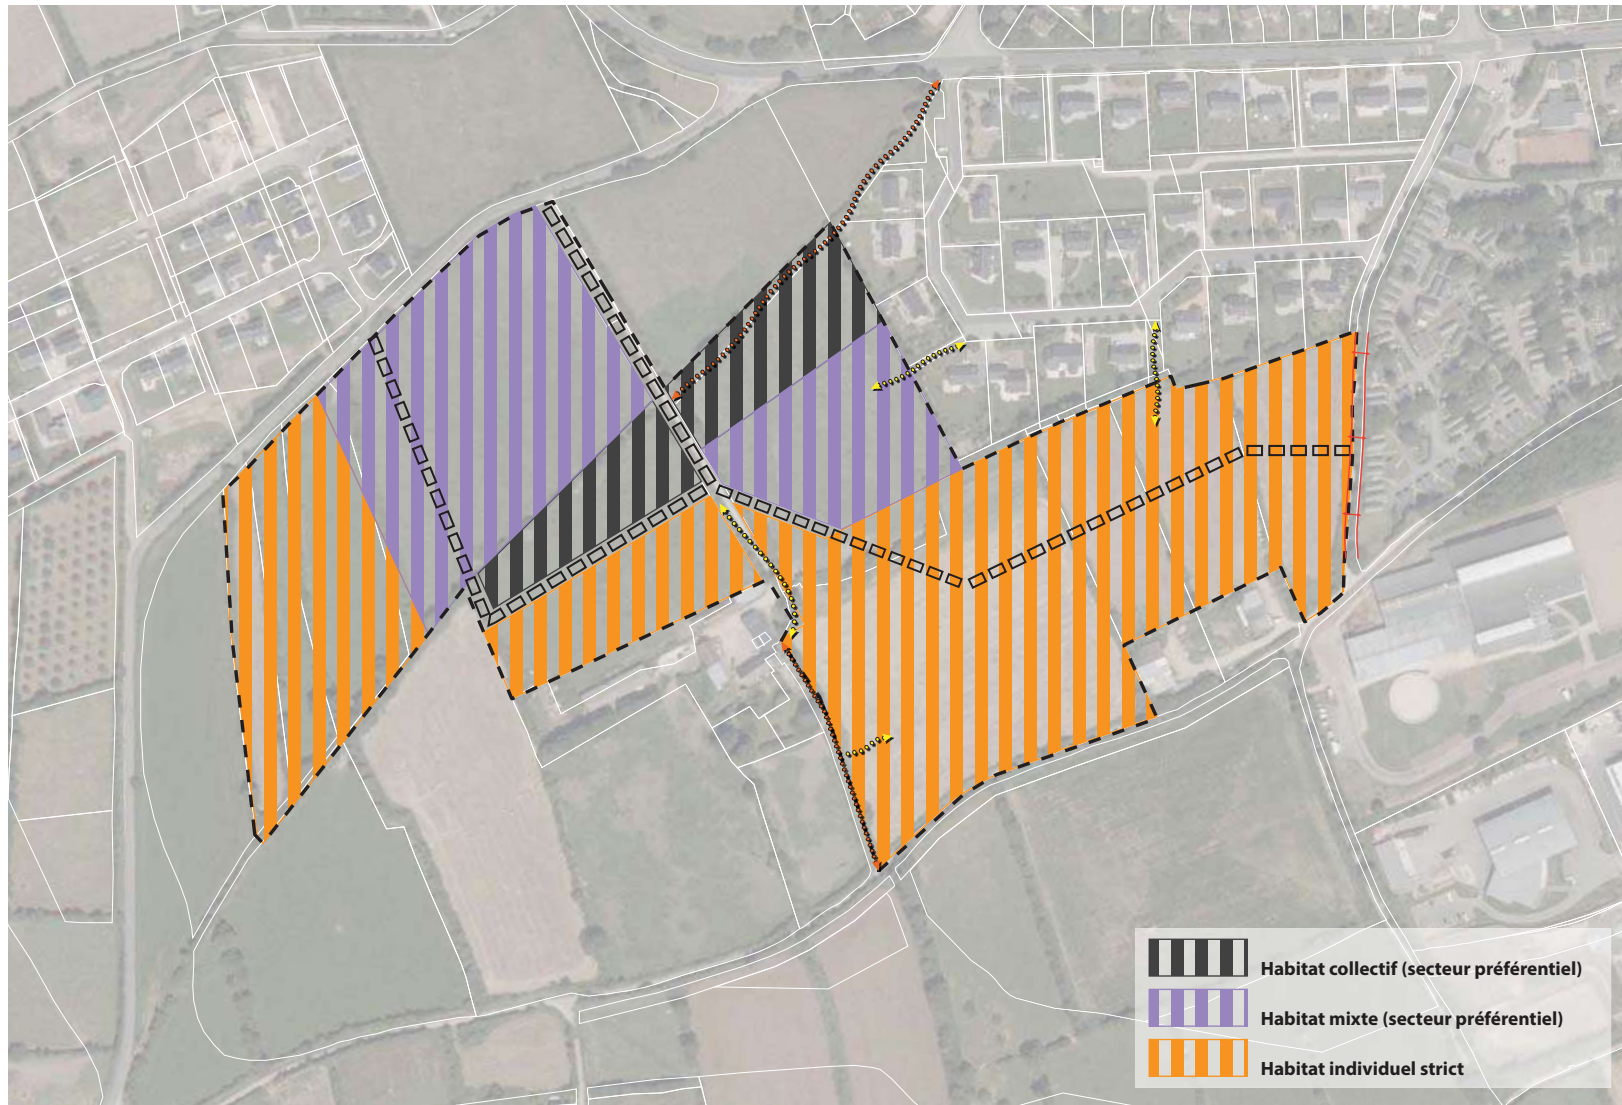 Habitat collectif (secteur préférentiel)
Habitat mixte (secteur préférentiel)
Habitat individuel strict